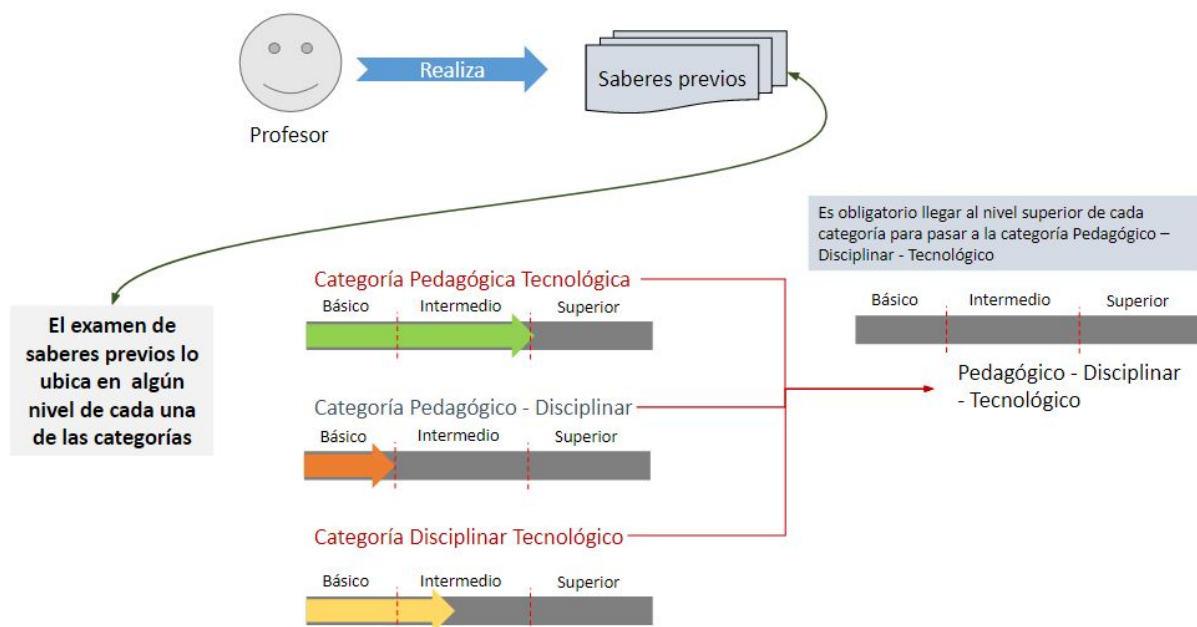 Realiza
Saberes previos
Profesor
Es obligatorio llegar al nivel superior de cada
categoría para pasar a la categoría Pedagógico –
Disciplinar - Tecnológico
Categoría Pedagógica Tecnológica
Básico Intermedio Superior
Básico Intermedio Superior
El examen de
saberes previos lo
ubica en algún
nivel de cada una
de las categorías
Pedagógico - Disciplinar
- Tecnológico
Categoría Pedagógico - Disciplinar
Básico Intermedio Superior
Categoría Disciplinar Tecnológico
Básico Intermedio Superior